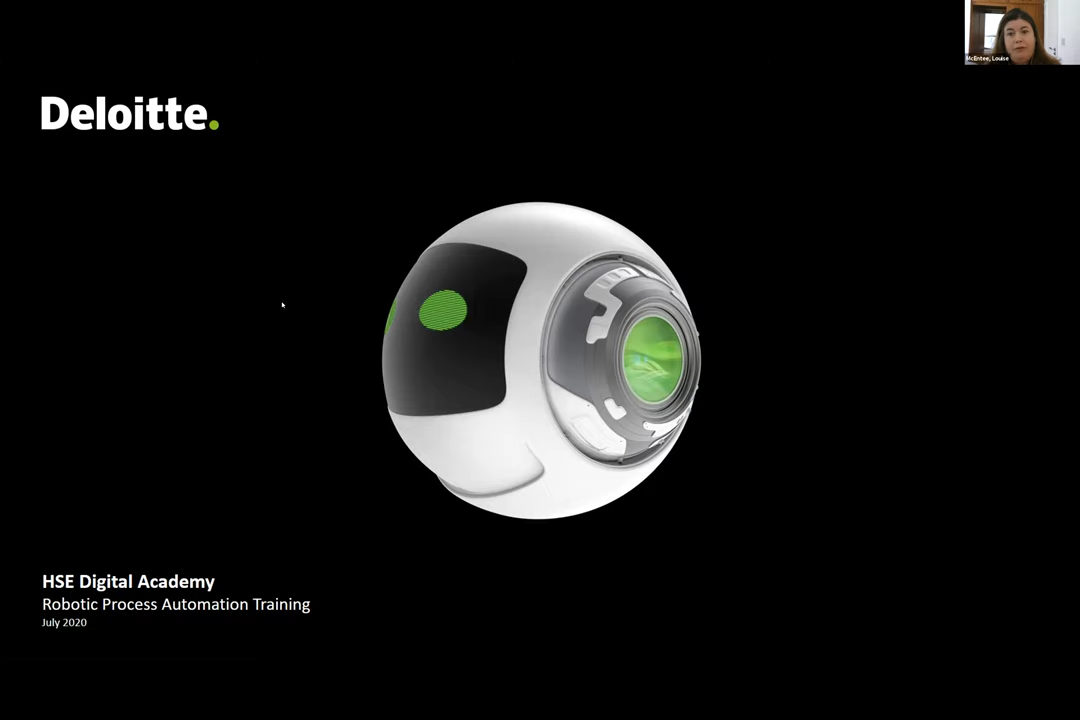 McEntee, Louise
Deloitte.
HSE Digital Academy
Robotic Process Automation Training
July 2020